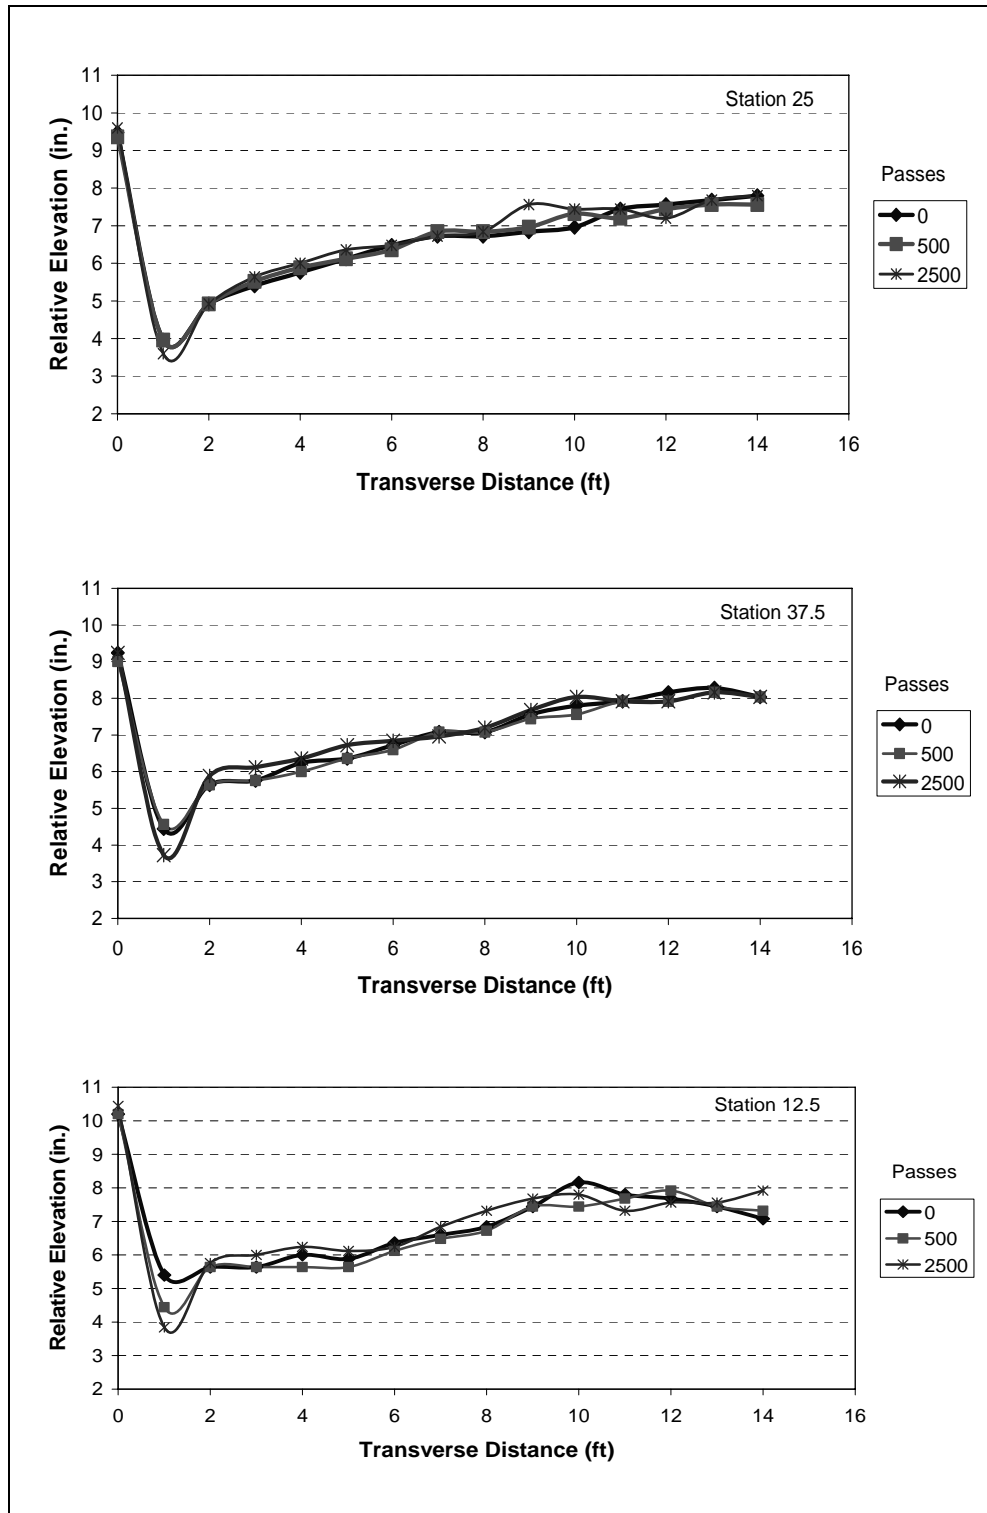 Station 25
Relative Elevation (in.)
11
10
9
8
7
6
5
4
3
2
0 2 4 6 8 10 12 14 16
Transverse Distance (ft)
Passes
0
500
2500
Station 37.5
Relative Elevation (in.)
11
10
9
8
7
6
5
4
3
2
0 2 4 6 8 10 12 14 16
Transverse Distance (ft)
Passes
0
500
2500
Station 12.5
Relative Elevation (in.)
11
10
9
8
7
6
5
4
3
2
0 2 4 6 8 10 12 14 16
Transverse Distance (ft)
Passes
0
500
2500